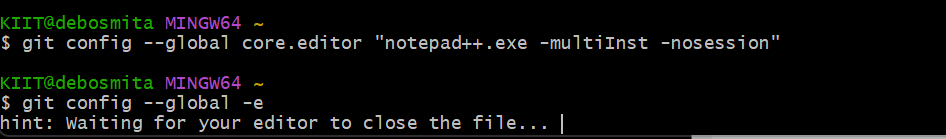 KIIT@debosmita MINGW64 ~
$ git config --global core.editor "notepad++.exe -multiInst -nosession"
KIIT@debosmita MINGW64 ~
$ git config --global -e
hint: Waiting for your editor to close the file...